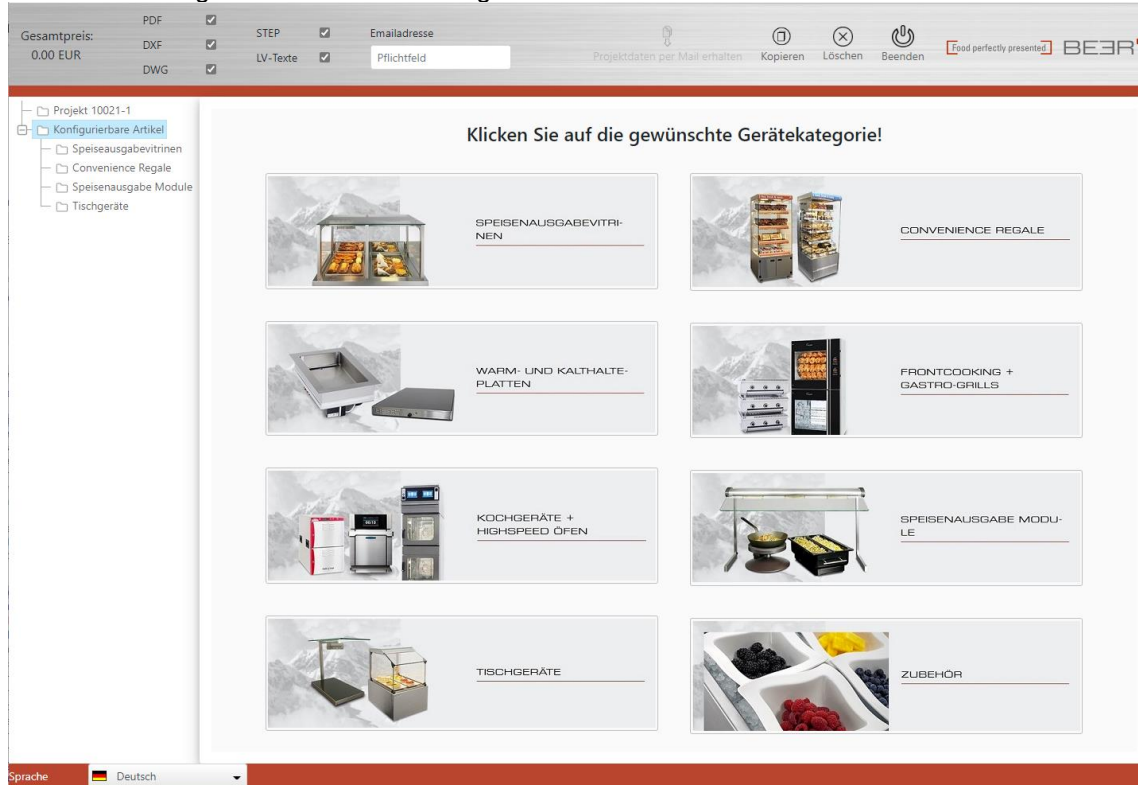 Gesamtpreis:
0.00 EUR
PDF
DXF
DWG
STEP
LV-Texte
Emailadresse
Pflichtfeld
Projektdaten per Mail erhalten
Kopieren
Löschen
Beenden
Food perfectly presented
BEER
Projekt 10021-1
Konfigurierbare Artikel
Speiseausgabevitrinen
Convenience Regale
Speisenausgabe Module
Tischgeräte
Klicken Sie auf die gewünschte Gerätekategorie!
SPEISENAUSGABEVITRI-
NEN
CONVENIENCE REGALE
WARM- UND KALTHALTE-
PLATTEN
FRONTCOOKING +
GASTRO-GRILLS
KOCHGERÄTE +
HIGHSPEED ÖFEN
SPEISENAUSGABE MODU-
LE
TISCHGERÄTE
ZUBEHÖR
Sprache
Deutsch